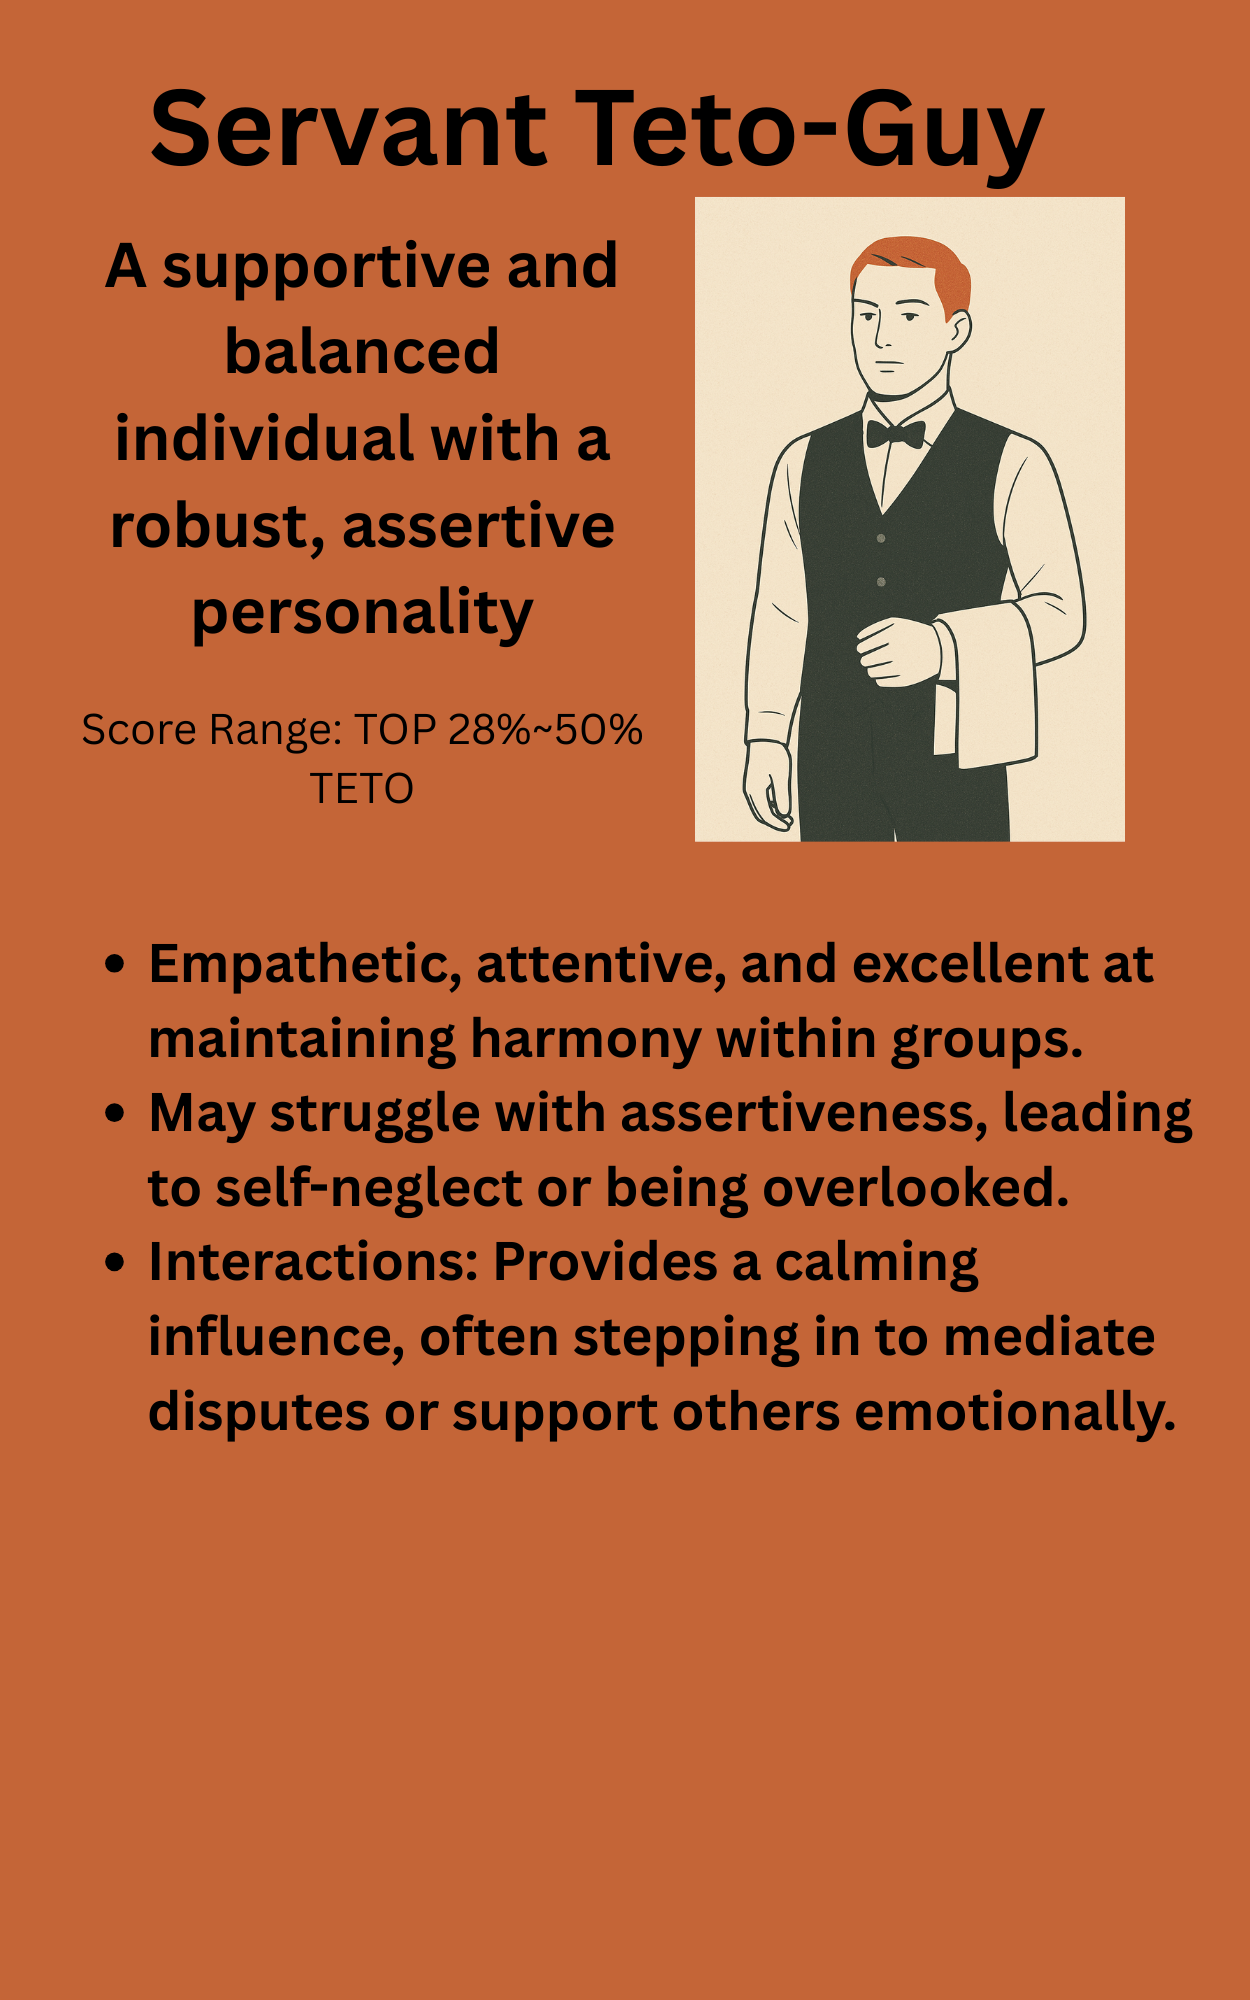 Servant Teto-Guy
A supportive and
balanced
individual with a
robust, assertive
personality
Score Range: TOP 28%~50%
TETO
• Empathetic, attentive, and excellent at
maintaining harmony within groups.
• May struggle with assertiveness, leading
to self-neglect or being overlooked.
• Interactions: Provides a calming
influence, often stepping in to mediate
disputes or support others emotionally.